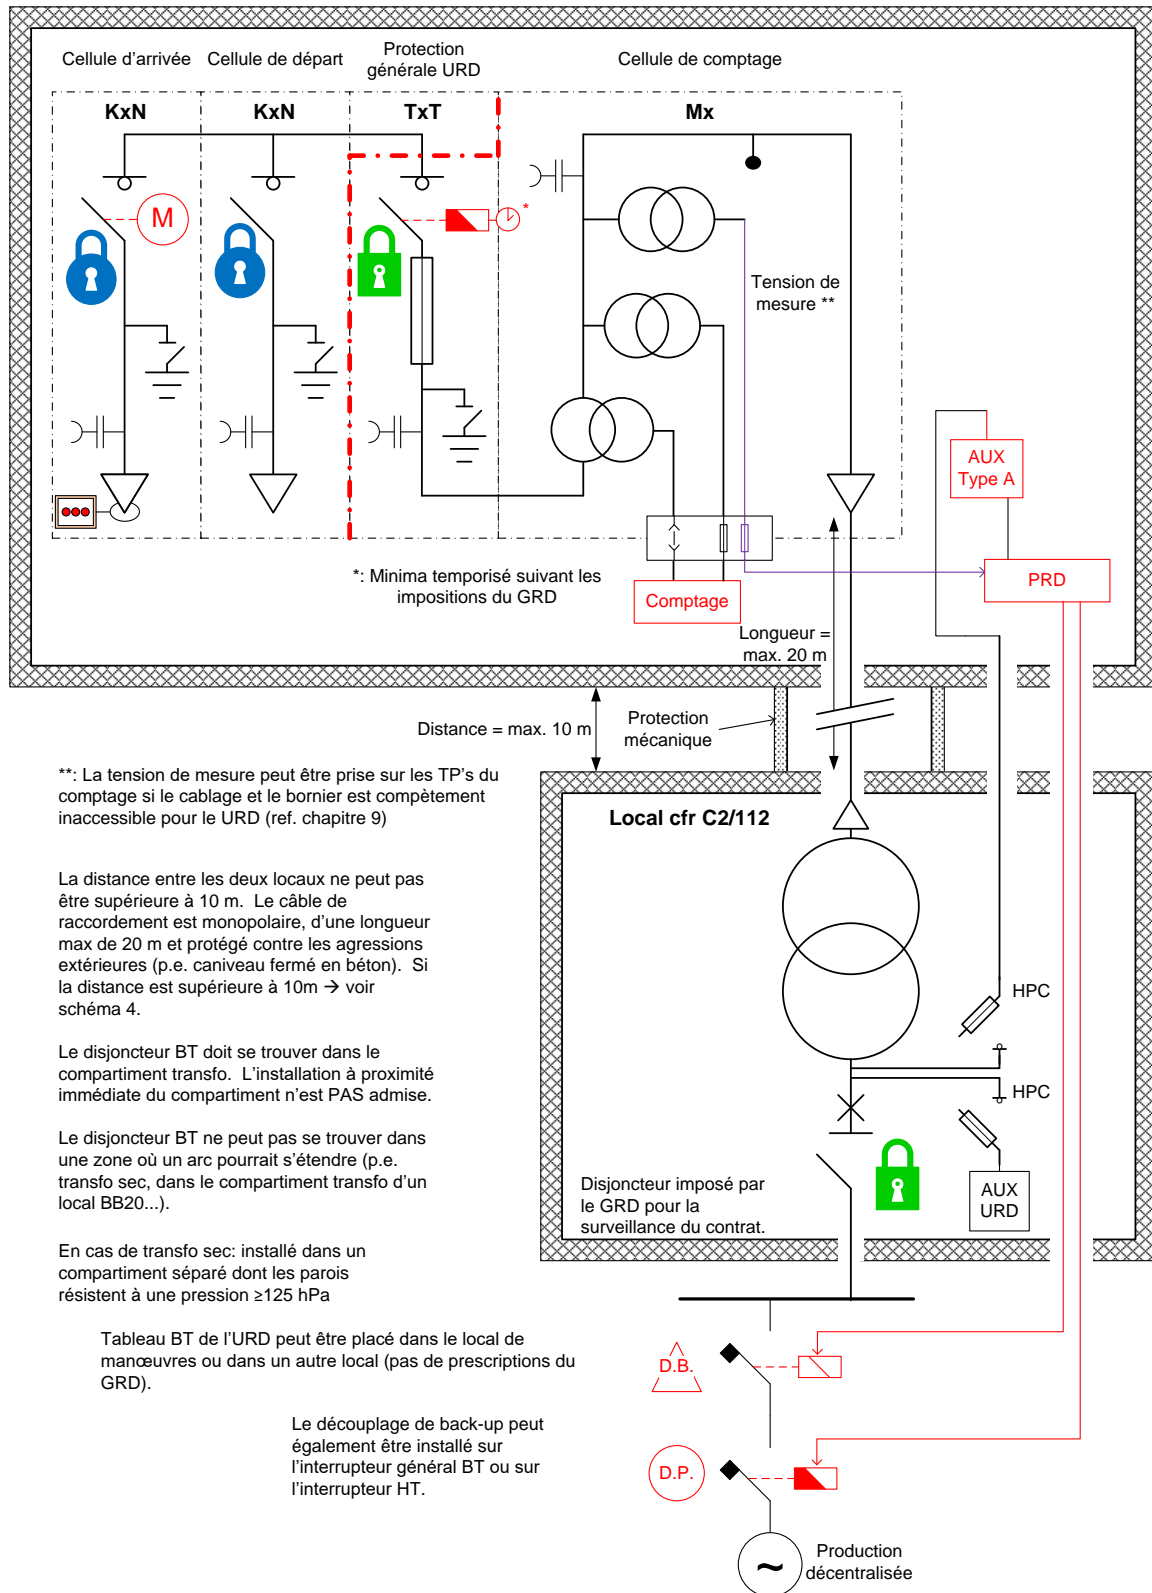 Cellule d'arrivée
Cellule de départ
Protection
générale URD
Cellule de comptage
KxN
KxN
TxT
Mx
M
*
Tension de
mesure **
AUX
Type A
PRD
*: Minima temporisé suivant les
impositions du GRD
Comptage
Longueur =
max. 20 m
Distance = max. 10 m
Protection
mécanique
**: La tension de mesure peut être prise sur les TP's du
comptage si le cablage et le bornier est compètement
inaccessible pour le URD (ref. chapitre 9)
Local cfr C2/112
La distance entre les deux locaux ne peut pas
être supérieure à 10 m. Le câble de
raccordement est monopolaire, d'une longueur
max de 20 m et protégé contre les agressions
extérieures (p.e. caniveau fermé en béton). Si
la distance est supérieure à 10m → voir
schéma 4.
HPC
HPC
Le disjoncteur BT doit se trouver dans le
compartiment transfo. L'installation à proximité
immédiate du compartiment n'est PAS admise.
Le disjoncteur BT ne peut pas se trouver dans
une zone où un arc pourrait s'étendre (p.e.
transfo sec, dans le compartiment transfo d'un
local BB20...).
Disjoncteur imposé par
le GRD pour la
surveillance du contrat.
AUX
URD
En cas de transfo sec: installé dans un
compartiment séparé dont les parois
résistent à une pression ≥125 hPa
Tableau BT de l'URD peut être placé dans le local de
manœuvres ou dans un autre local (pas de prescriptions du
GRD).
D.B.
Le découplage de back-up peut
également être installé sur
l'interrupteur général BT ou sur
l'interrupteur HT.
D.P.
~
Production
décentralisée